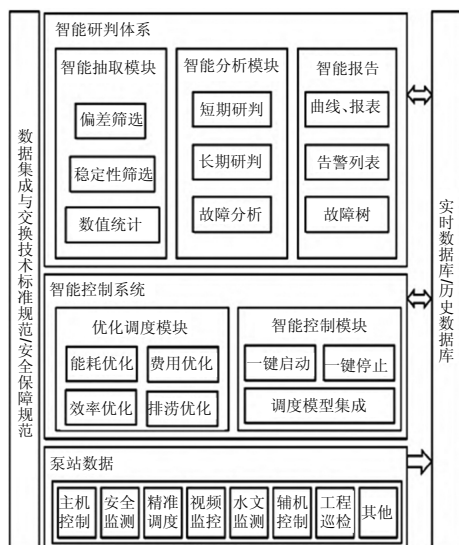 数据集成与交换技术标准规范/安全保障规范
智能研判体系
智能抽取模块
偏差筛选
稳定性筛选
数值统计
智能分析模块
短期研判
长期研判
故障分析
智能报告
曲线、报表
告警列表
故障树
智能控制系统
优化调度模块
能耗优化
费用优化
效率优化
排涝优化
智能控制模块
一键启动
一键停止
调度模型集成
泵站数据
主机
控制
安全
监测
精准
调度
视频
监控
水文
监测
辅机
控制
工程
巡检
其他
实时数据库/历史数据库